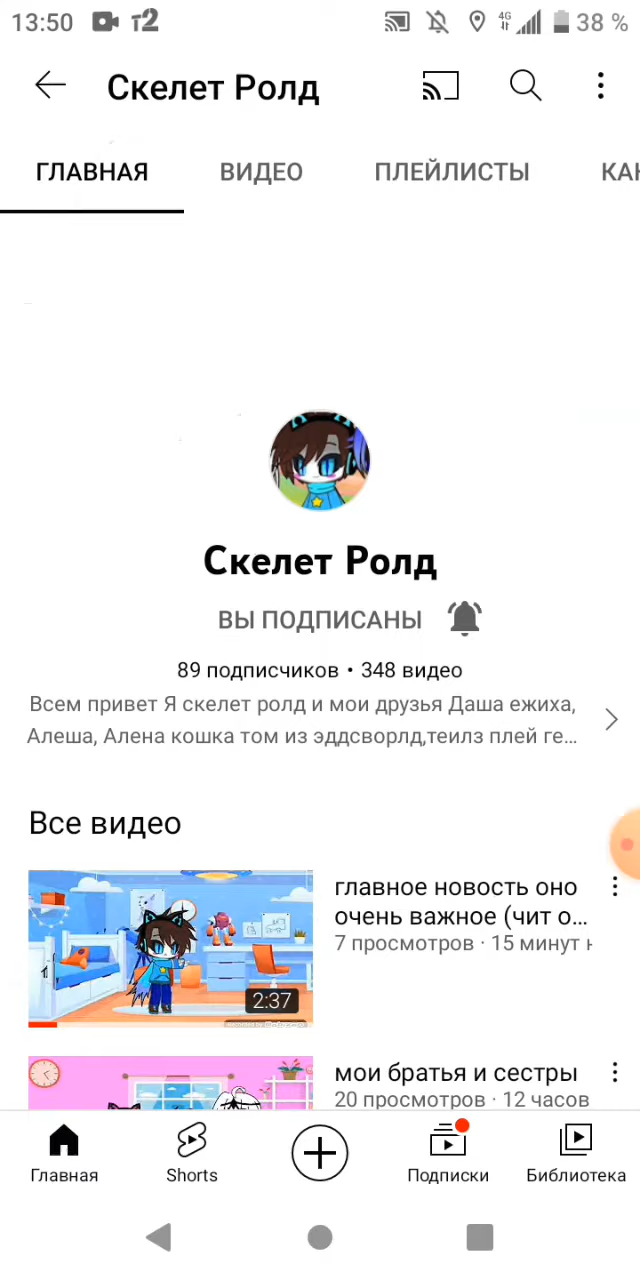 13:50 т2 4G 38 %
Скелет Ролд
ГЛАВНАЯ ВИДЕО ПЛЕЙЛИСТЫ КАН
Скелет Ролд
ВЫ ПОДПИСАНЫ
89 подписчиков • 348 видео
Всем привет Я скелет ролд и мои друзья Даша ежиха,
Алеша, Алена кошка том из эддсворлд,теилз плей ге...
Все видео
главное новость оно
очень важное (чит о...
7 просмотров · 15 минут н
2:37
мои братья и сестры
20 просмотров · 12 часов
Главная Shorts Подписки Библиотека